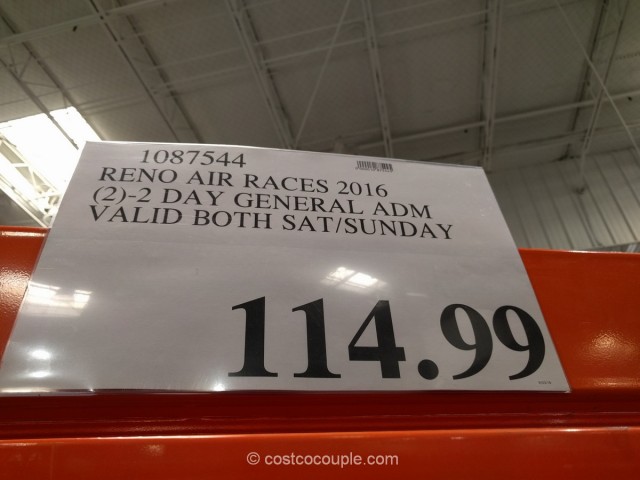 1087544
RENO AIR RACES 2016
(2)-2 DAY GENERAL ADM
VALID BOTH SAT/SUNDAY
114.99
© costcocouple.com